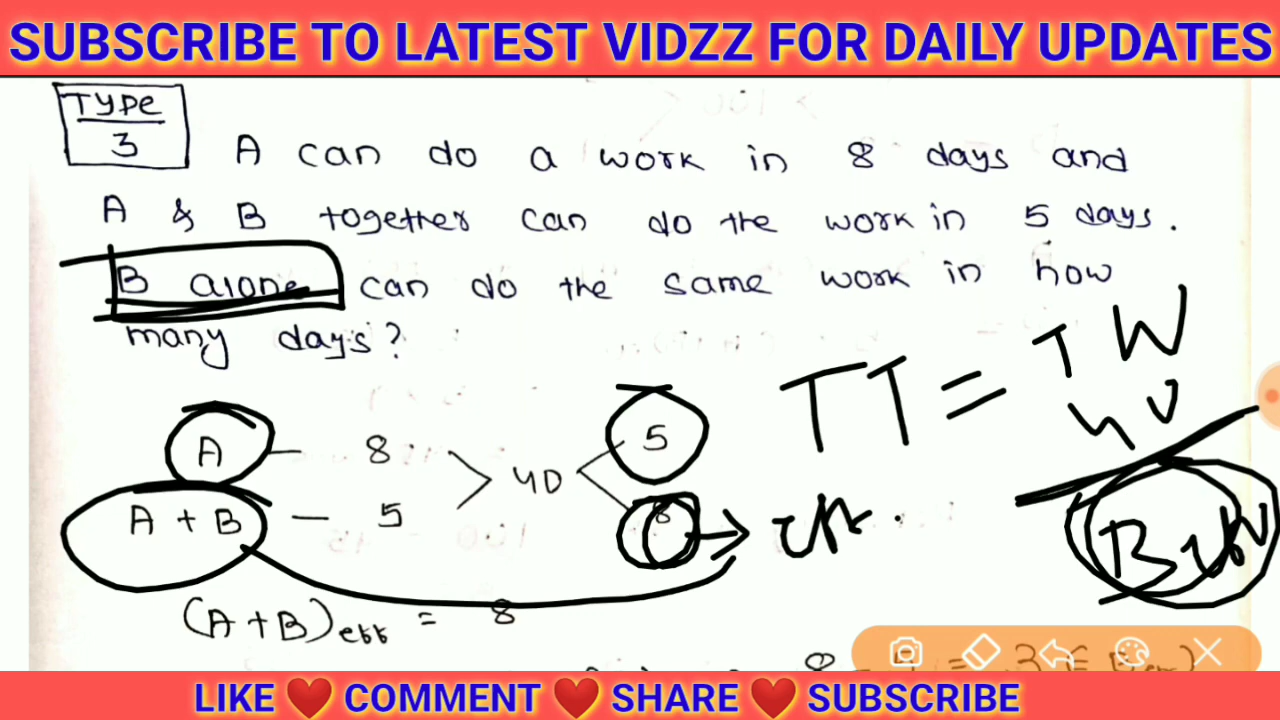 SUBSCRIBE TO LATEST VIDZZ FOR DAILY UPDATES
TYPE
3
A can do a work in 8 days and
A & B together can do the work in 5 days.
B alone can do the same work in how
many days?
TT = TW
40
A — 8
40
5
A + B — 5
8
(A+B)eff = 8
LIKE ❤ COMMENT ❤ SHARE ❤ SUBSCRIBE